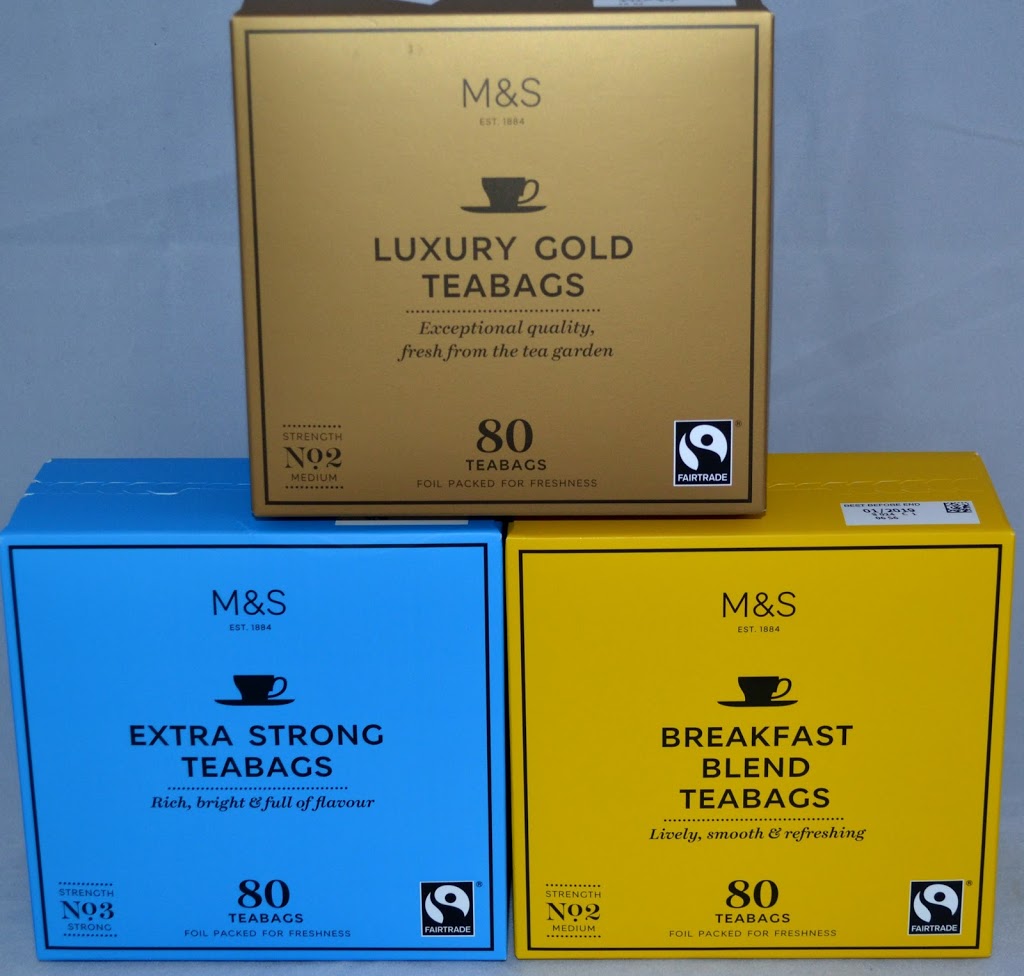 M&S
EST. 1884
LUXURY GOLD
TEABAGS
Exceptional quality,
fresh from the tea garden
STRENGTH
No2
MEDIUM
80
TEABAGS
FOIL PACKED FOR FRESHNESS
FAIRTRADE
®
M&S
EST. 1884
EXTRA STRONG
TEABAGS
Rich, bright & full of flavour
STRENGTH
No3
STRONG
80
TEABAGS
FOIL PACKED FOR FRESHNESS
FAIRTRADE
®
BEST BEFORE END
01/2019
M&S
EST. 1884
BREAKFAST
BLEND
TEABAGS
Lively, smooth & refreshing
STRENGTH
No2
MEDIUM
80
TEABAGS
FOIL PACKED FOR FRESHNESS
FAIRTRADE
®